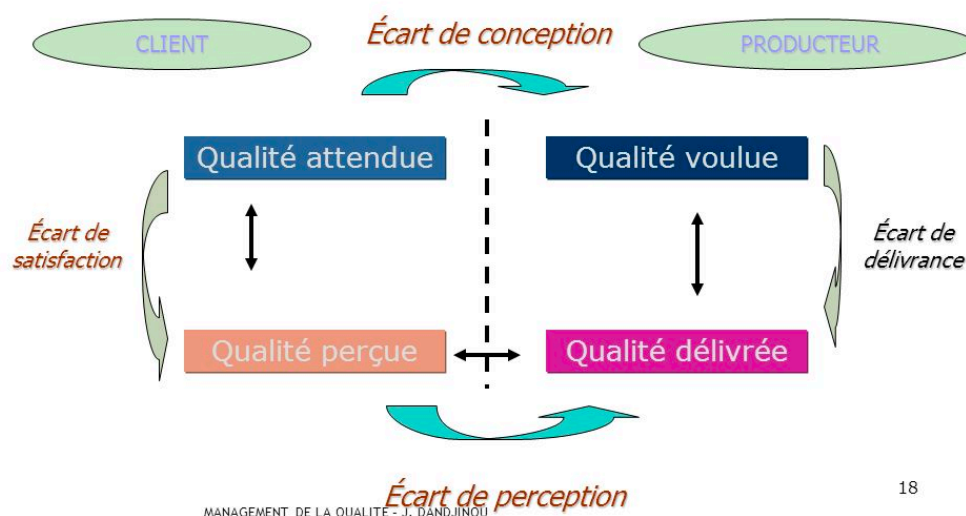 CLIENT
Écart de conception
PRODUCTEUR
Qualité attendue
Qualité voulue
Écart de
satisfaction
Écart de
délivrance
Qualité perçue
Qualité délivrée
Écart de perception
18
MANAGEMENT DE LA QUALITE - J. DANDJINOU